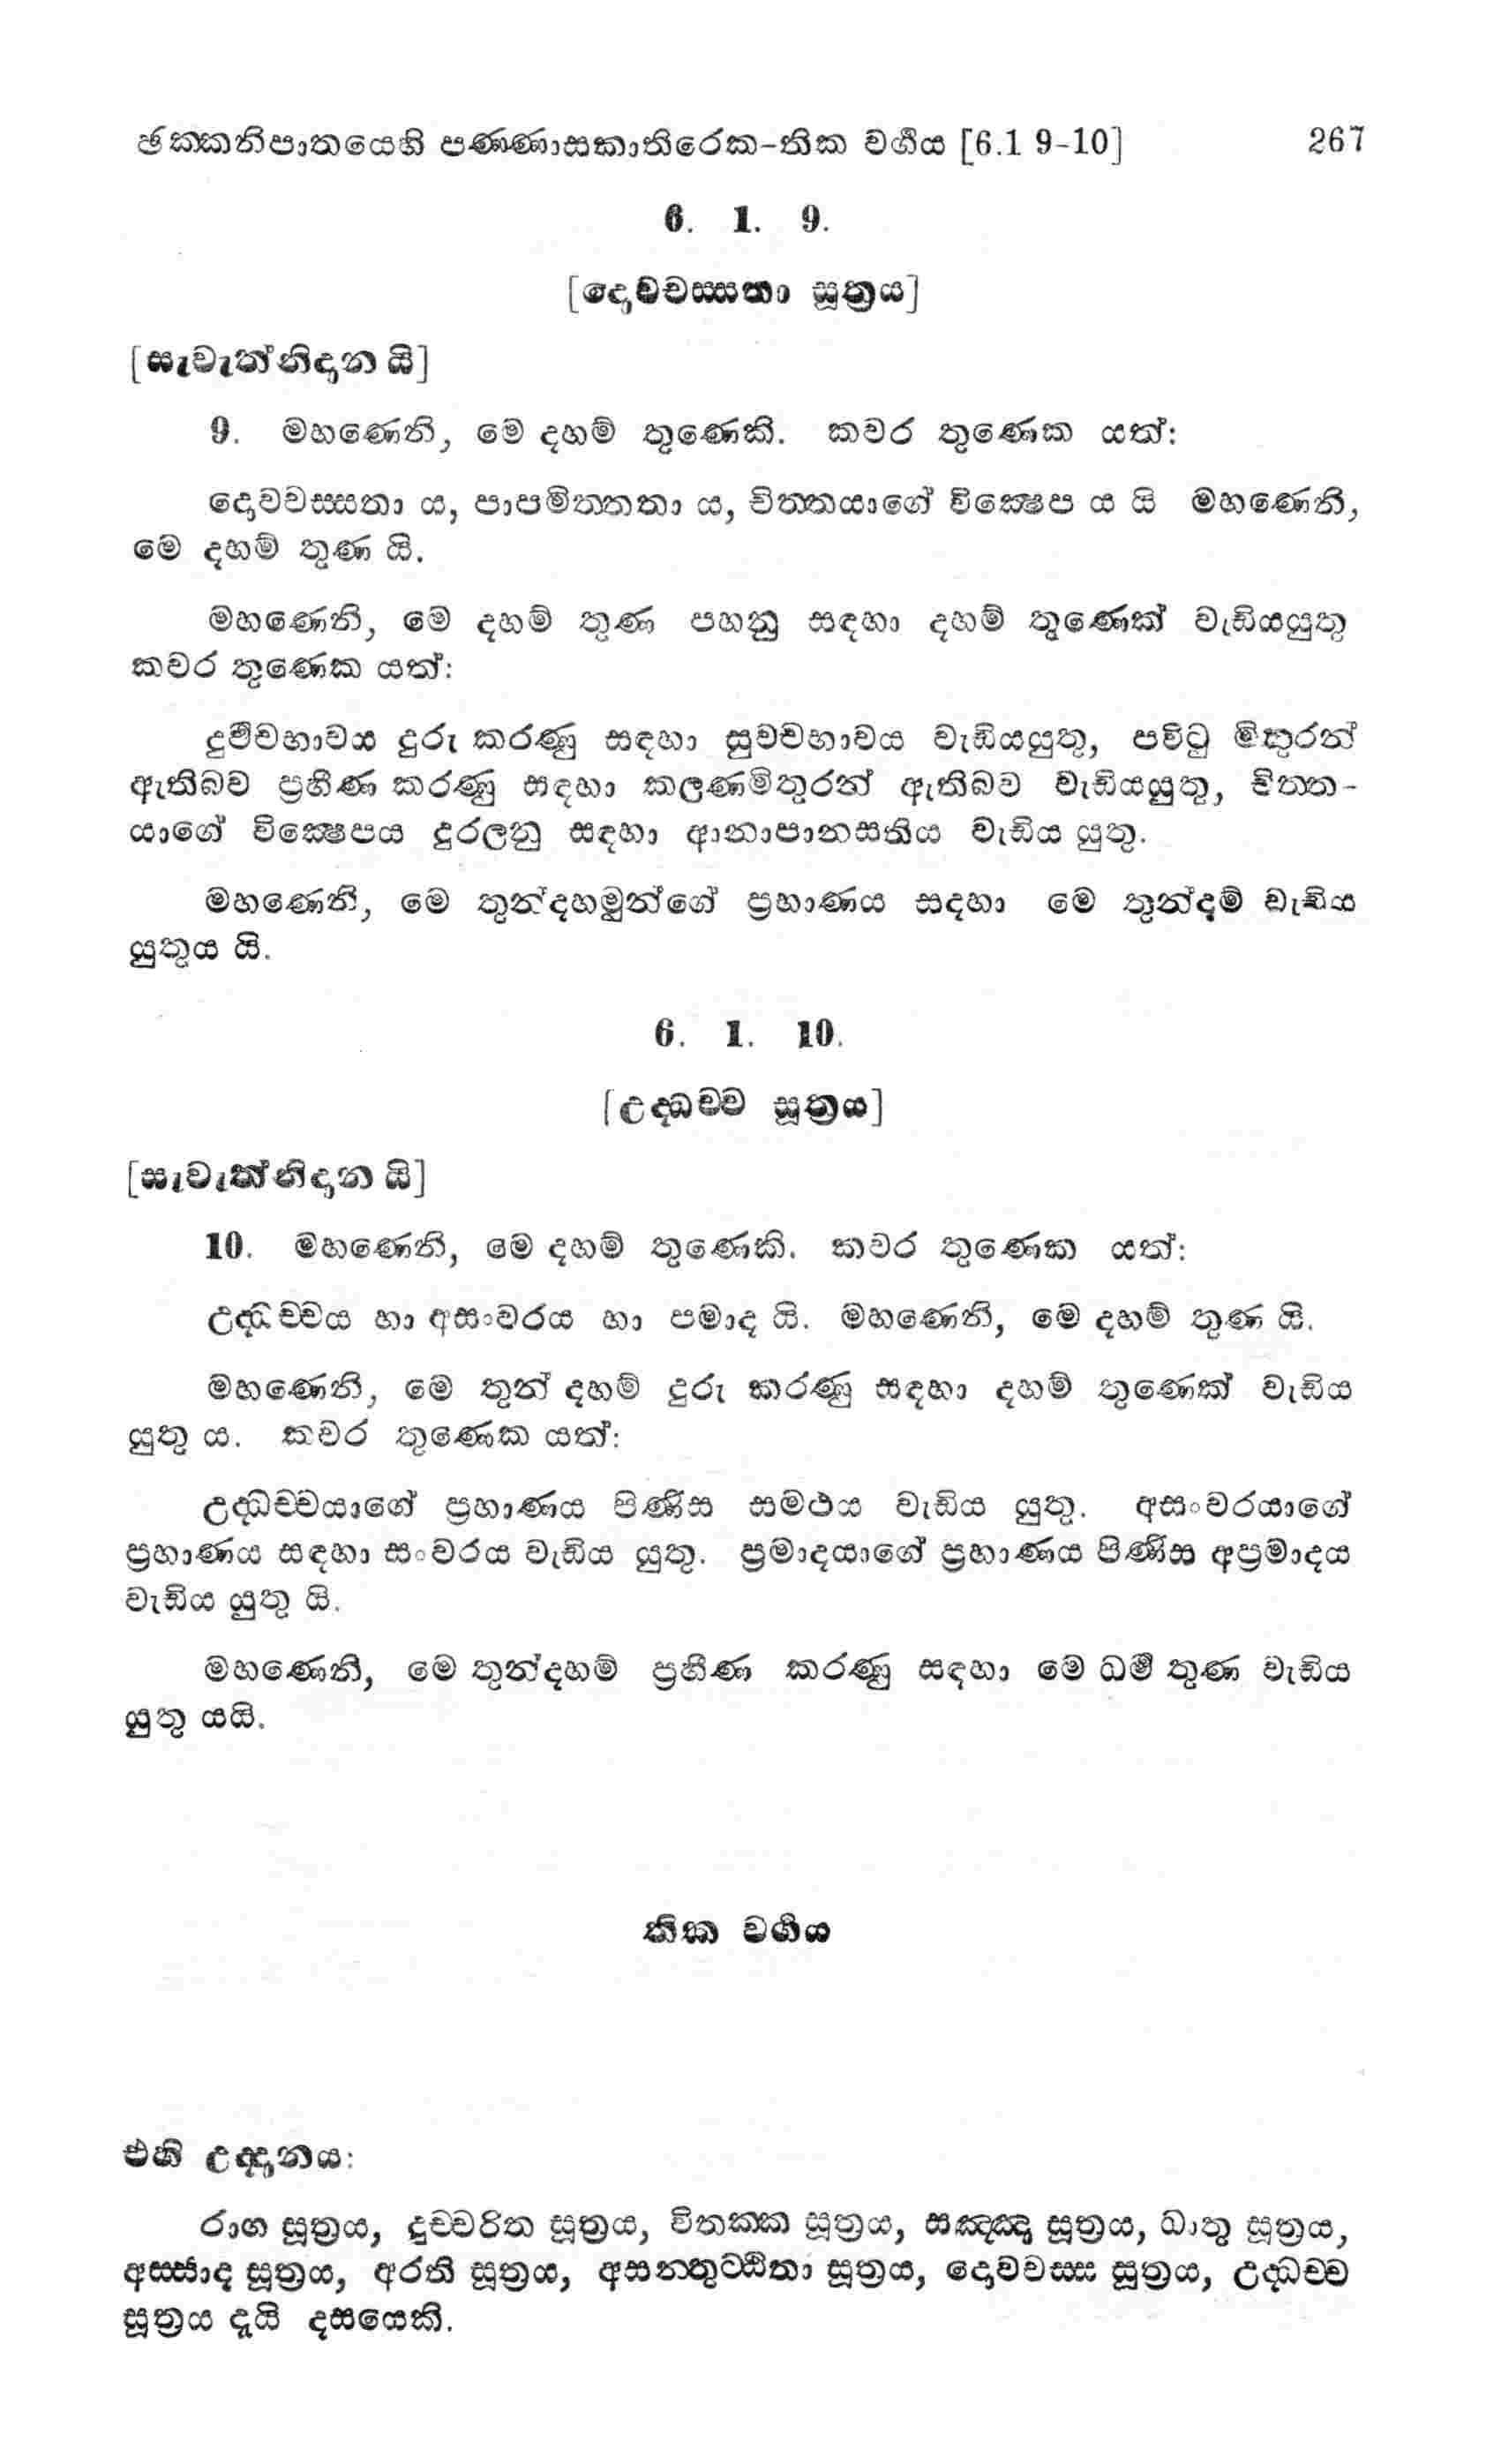 ඡක්කනිපාතයෙහි පණ්ණාසකාතිරේක-තික වර්‍ගය [6.1 9-10] 267
6. 1. 9.
[දොවචස්සතා සූත්‍රය]
[සැවැත්නිදාන යි]
9. මහණෙනි, මේ දහම් තුණෙකි. කවර තුණෙක යත්:
දොවචස්සතා ය, පාපමිත්තතා ය, චිත්තයාගේ වික්‍ෂෙප ය යි මහණෙනි,
මේ දහම් තුණ යි.
මහණෙනි, මේ දහම් තුණ පහනු සඳහා දහම් තුණෙක් වැඩියයුතු
කවර තුණෙක යත්:
දුර්‍වචභාවය දුරු කරණු සඳහා සුවචභාවය වැඩියයුතු, පවිටු මිතුරන්
ඇතිබව ප්‍රහීණ කරණු සඳහා කලණමිතුරන් ඇතිබව වැඩියයුතු, චිත්ත-
යාගේ වික්‍ෂෙපය දුරලනු සඳහා ආනාපානසතිය වැඩිය යුතු.
මහණෙනි, මේ තුන්දහමුන්ගේ ප්‍රහාණය සදහා මේ තුන්දම් වැඩිය
යුතුය යි.
6. 1. 10.
[උද්ධච්ච සූත්‍රය]
[සැවැත්නිදාන යි]
10. මහණෙනි, මේ දහම් තුණෙකි. කවර තුණෙක යත්:
උද්ධච්චය හා අසංවරය හා පමාද යි. මහණෙනි, මේ දහම් තුණ යි.
මහණෙනි, මේ තුන් දහම් දුරු කරණු සඳහා දහම් තුණෙක් වැඩිය
යුතු ය. කවර තුණෙක යත්:
උද්ධච්චයාගේ ප්‍රහාණය පිණිස සමථය වැඩිය යුතු. අසංවරයාගේ
ප්‍රහාණය සඳහා සංවරය වැඩිය යුතු. ප්‍රමාදයාගේ ප්‍රහාණය පිණිස අප්‍රමාදය
වැඩිය යුතු යි.
මහණෙනි, මේ තුන්දහම් ප්‍රහීණ කරණු සඳහා මේ ධර්‍ම තුණ වැඩිය
යුතු යයි.
තික වර්‍ගය
එහි උද්දානය:
රාග සූත්‍රය, දුච්චරිත සූත්‍රය, විතක්ක සූත්‍රය, සඤ්ඤා සූත්‍රය, ධාතු සූත්‍රය,
අස්සාද සූත්‍රය, අරති සූත්‍රය, අසන්තුට්ඨිතා සූත්‍රය, දොවචස්ස සූත්‍රය, උද්ධච්ච
සූත්‍රය දැයි දසයෙකි.